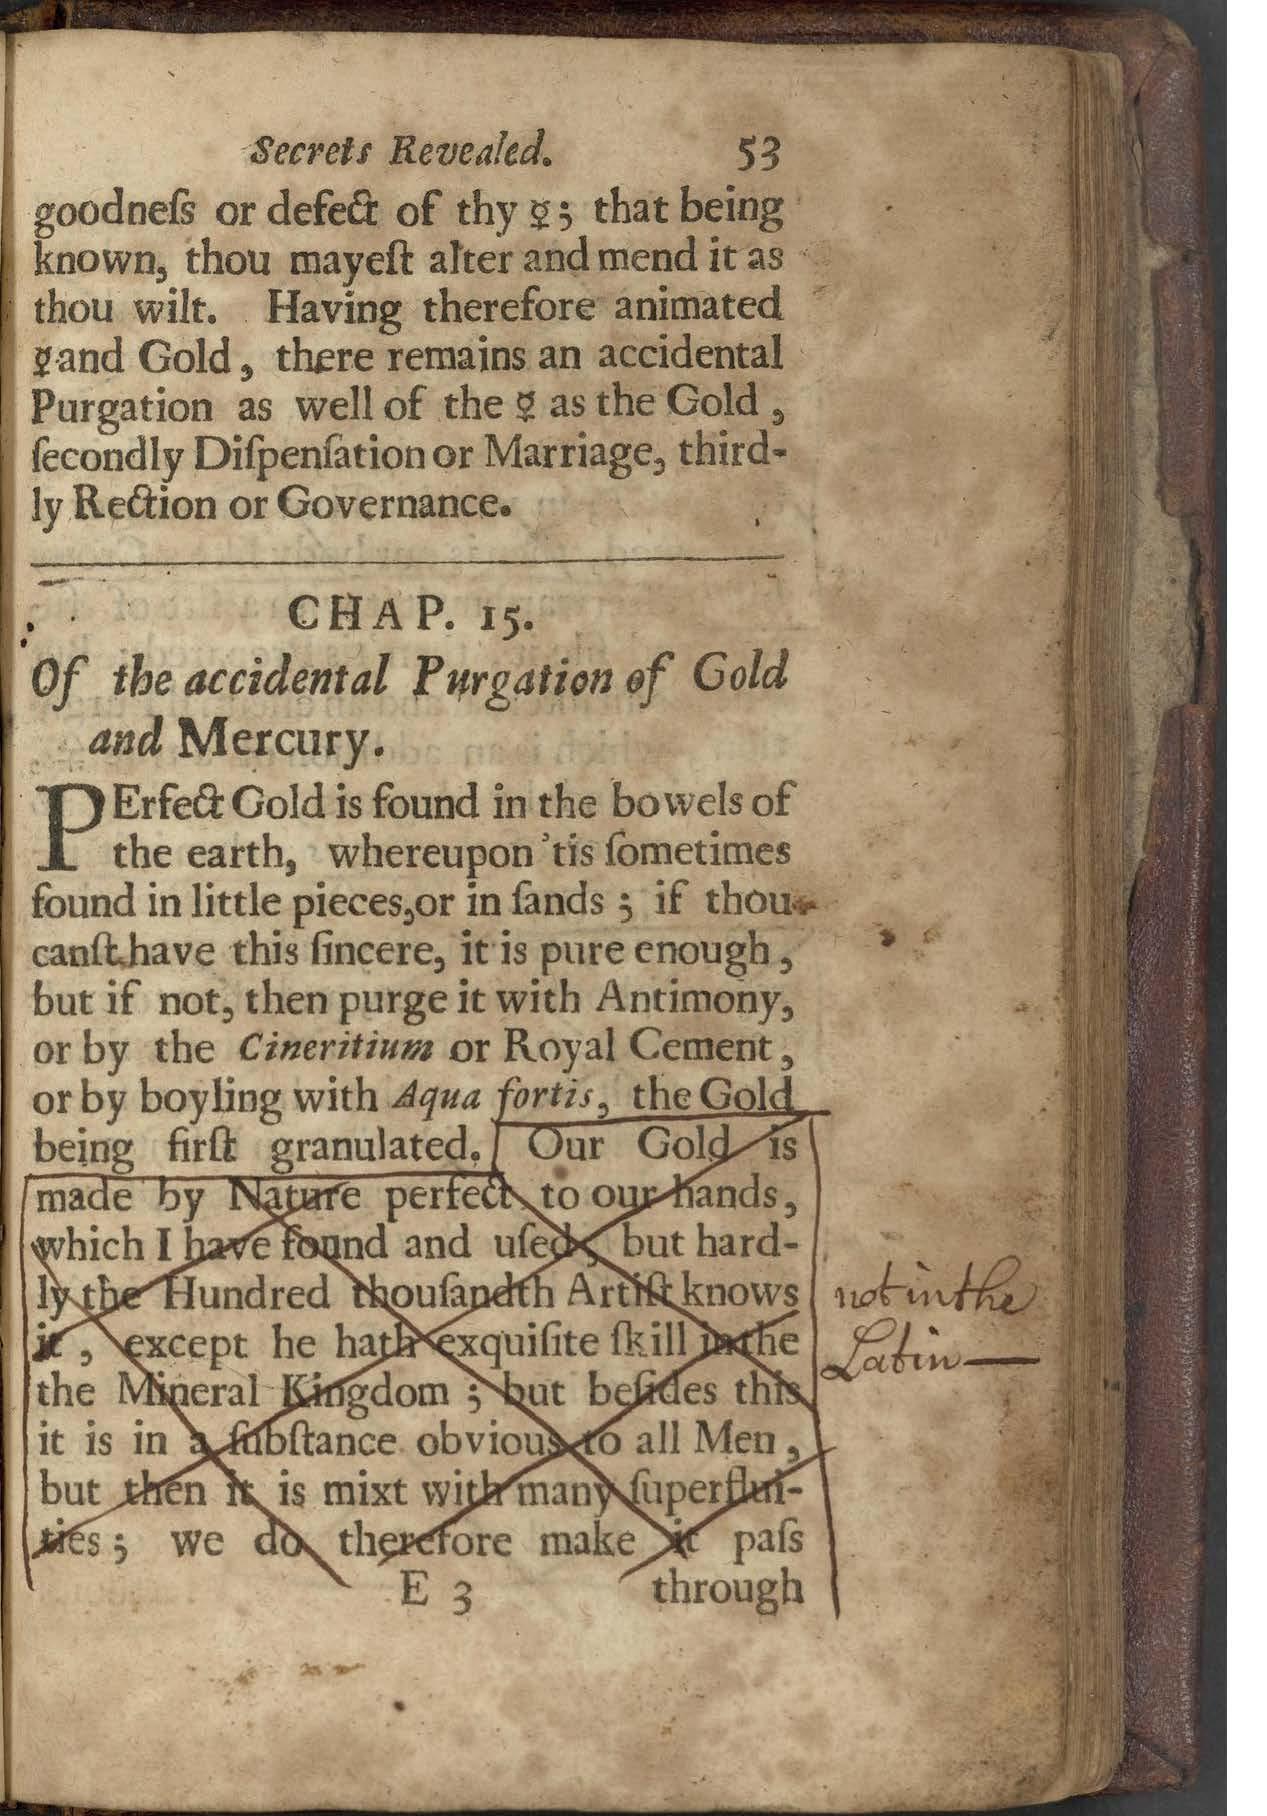 Secrets Revealed. 53
goodneſs or defect of thy ☿; that being
known, thou mayeſt alter and mend it as
thou wilt. Having therefore animated
☿ and Gold, there remains an accidental
Purgation as well of the ☿ as the Gold,
ſecondly Diſpenſation or Marriage, third-
ly Rection or Governance.
CHAP. 15.
Of the accidental Purgation of Gold
and Mercury.
PErfect Gold is found in the bowels of
the earth, whereupon 'tis ſometimes
found in little pieces, or in ſands; if thou
canſt have this ſincere, it is pure enough,
but if not, then purge it with Antimony,
or by the Cineritium or Royal Cement,
or by boyling with Aqua fortis, the Gold
being firſt granulated. Our Gold is
made by Nature perfect to our hands,
which I have found and uſed, but hard-
ly the Hundred thouſandth Artiſt knows
it, except he hath exquiſite ſkill in the
the Mineral Kingdom; but beſides this
it is in a ſubſtance obvious to all Men,
but then it is mixt with many ſuperflui-
ties; we do therefore make it paſs
E 3 through
not in the
Latin—